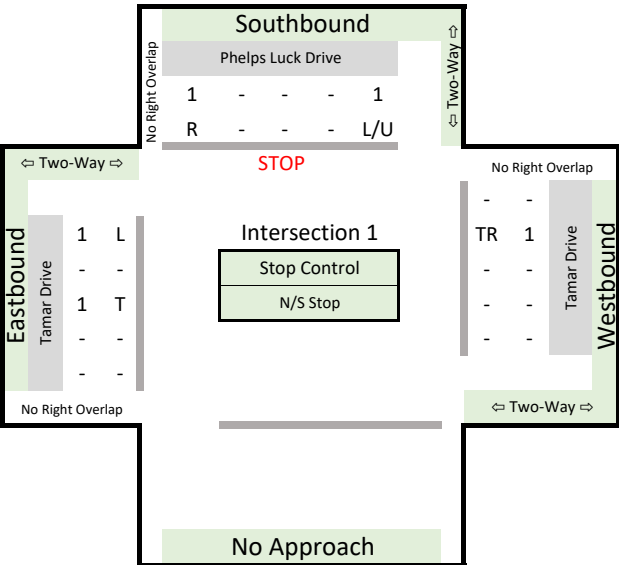 Southbound
Phelps Luck Drive
No Right Overlap
⇦ Two-Way ⇨
1 - - - 1
R - - - L/U
STOP
⇦ Two-Way ⇨
No Right Overlap
Eastbound
Tamar Drive
1 L
- -
1 T
- -
- -
No Right Overlap
Intersection 1
Stop Control
N/S Stop
- -
TR 1
- -
- -
- -
Tamar Drive
Westbound
⇦ Two-Way ⇨
No Approach